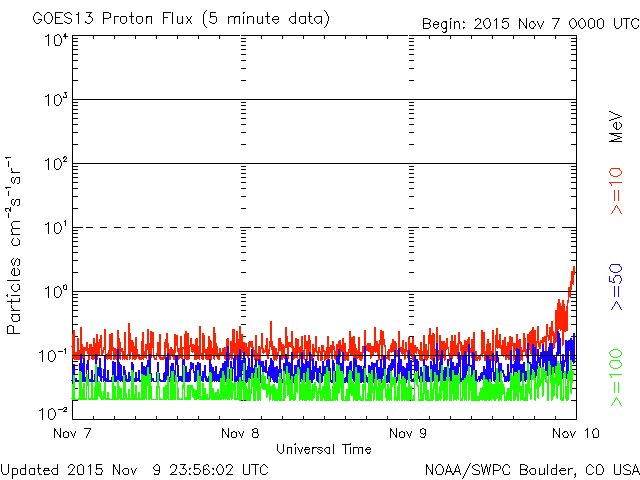 GOES13 Proton Flux (5 minute data)
Begin: 2015 Nov 7 0000 UTC
10⁴
10³
10²
10¹
10⁰
10⁻¹
10⁻²
Particles cm⁻²s⁻¹sr⁻¹
MeV
>=10
>=50
>=100
Nov 7
Nov 8
Nov 9
Nov 10
Universal Time
Updated 2015 Nov 9 23:56:02 UTC
NOAA/SWPC Boulder, CO USA